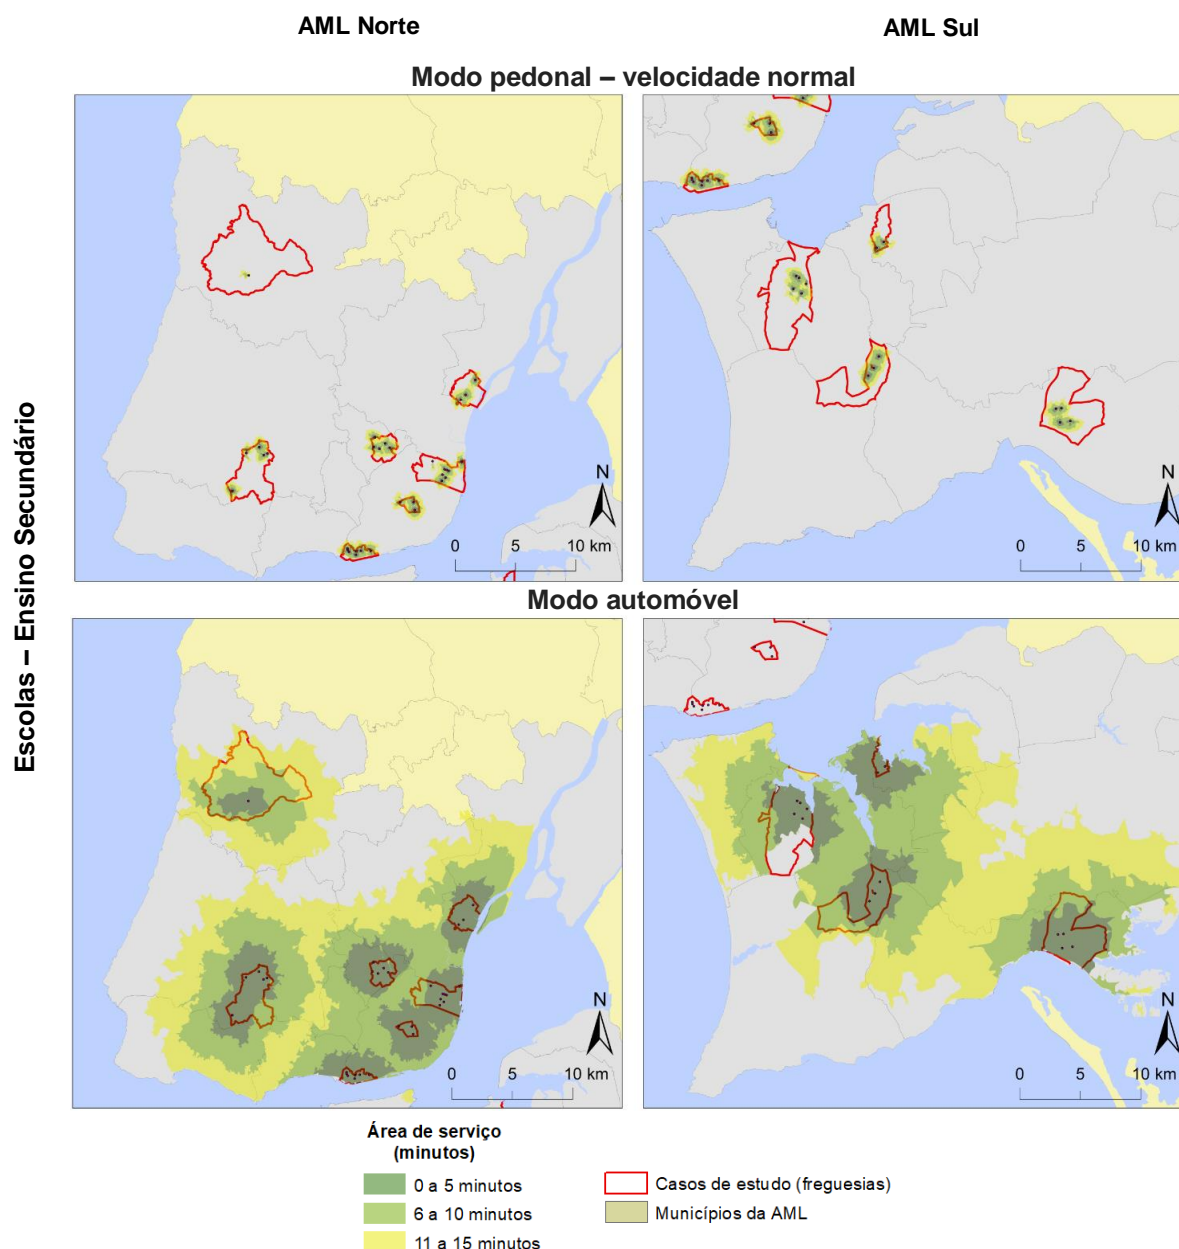 AML Norte
AML Sul
Modo pedonal – velocidade normal
Escolas – Ensino Secundário
N
0 5 10 km
N
0 5 10 km
Modo automóvel
N
0 5 10 km
N
0 5 10 km
Área de serviço
(minutos)
0 a 5 minutos
6 a 10 minutos
11 a 15 minutos
Casos de estudo (freguesias)
Municípios da AML